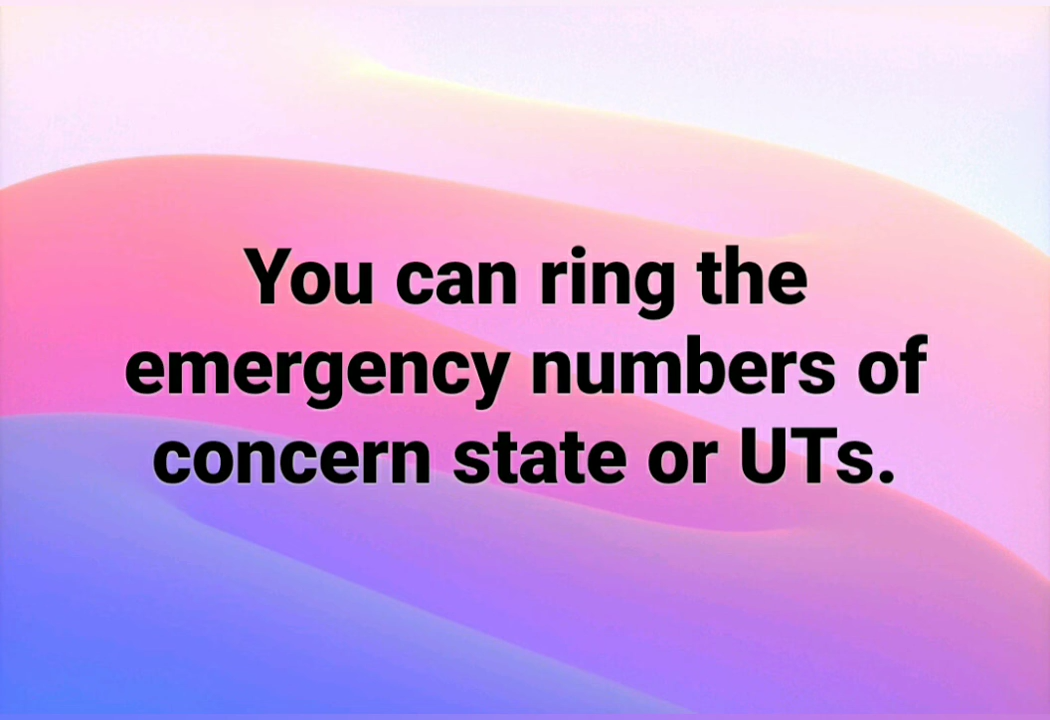 You can ring the
emergency numbers of
concern state or UTs.